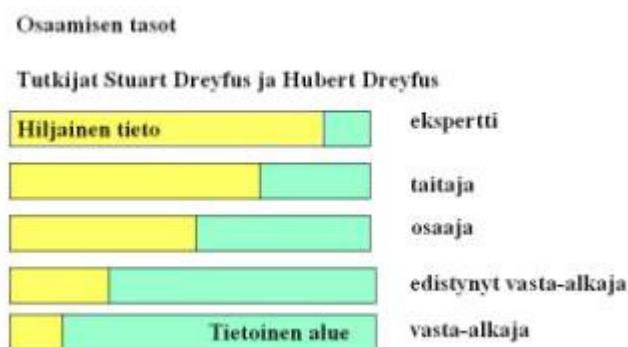 Osaamisen tasot
Tutkijat Stuart Dreyfus ja Hubert Dreyfus
Hiljainen tieto ekspertti
taitaja
osaaja
edistynyt vasta-alkaja
Tietoinen alue vasta-alkaja